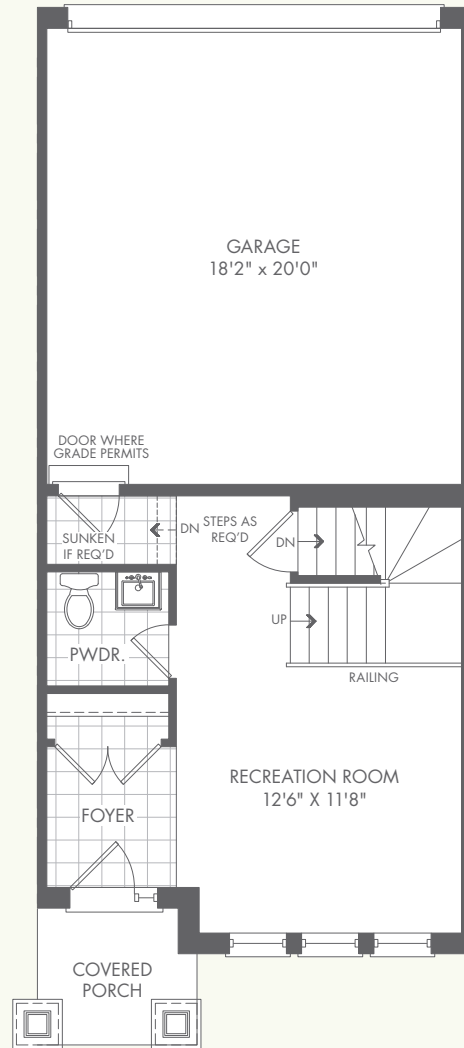 GARAGE
18'2" x 20'0"
DOOR WHERE
GRADE PERMITS
SUNKEN
IF REQ'D
DN
STEPS AS
REQ'D
DN
UP
RAILING
PWDR.
RECREATION ROOM
12'6" X 11'8"
FOYER
COVERED
PORCH